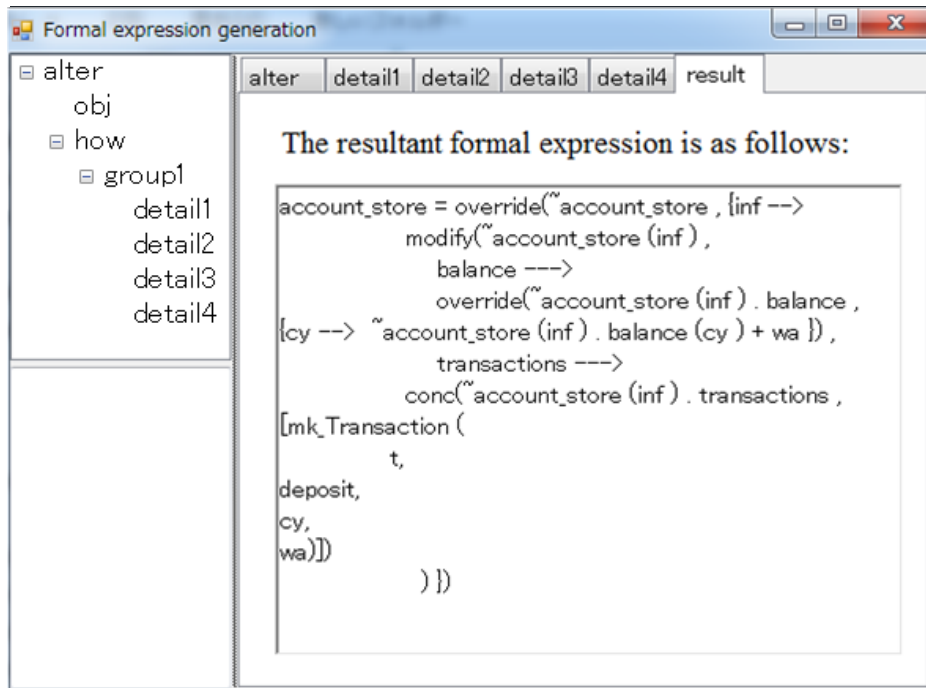 Formal expression generation
alter
obj
how
group1
detail1
detail2
detail3
detail4
alter detail1 detail2 detail3 detail4 result
The resultant formal expression is as follows:
account_store = override(~account_store , {inf -->
modify(~account_store (inf ) ,
balance --->
override(~account_store (inf ) . balance ,
{cy --> ~account_store (inf ) . balance (cy ) + wa }) ,
transactions --->
conc(~account_store (inf ) . transactions ,
[mk_Transaction (
t,
deposit,
cy,
wa)])
) })